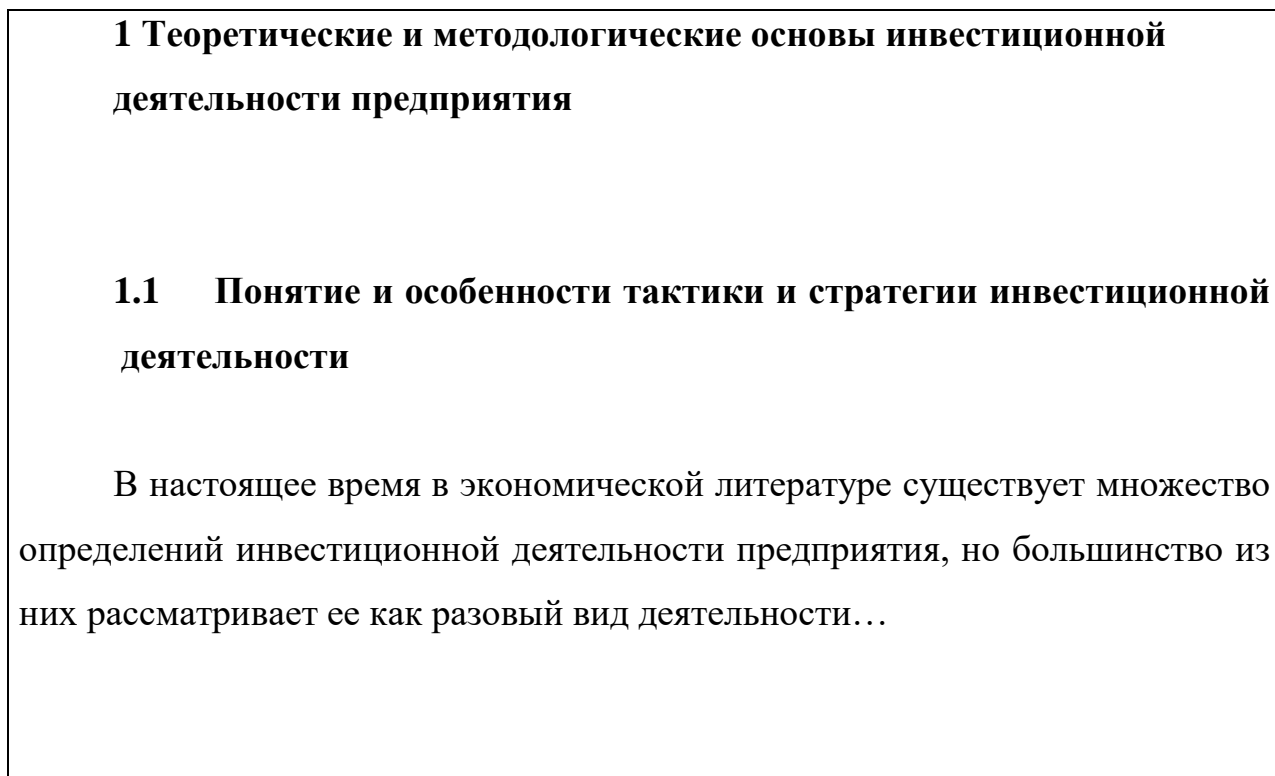 1 Теоретические и методологические основы инвестиционной
деятельности предприятия
1.1 Понятие и особенности тактики и стратегии инвестиционной
деятельности
В настоящее время в экономической литературе существует множество
определений инвестиционной деятельности предприятия, но большинство из
них рассматривает ее как разовый вид деятельности…